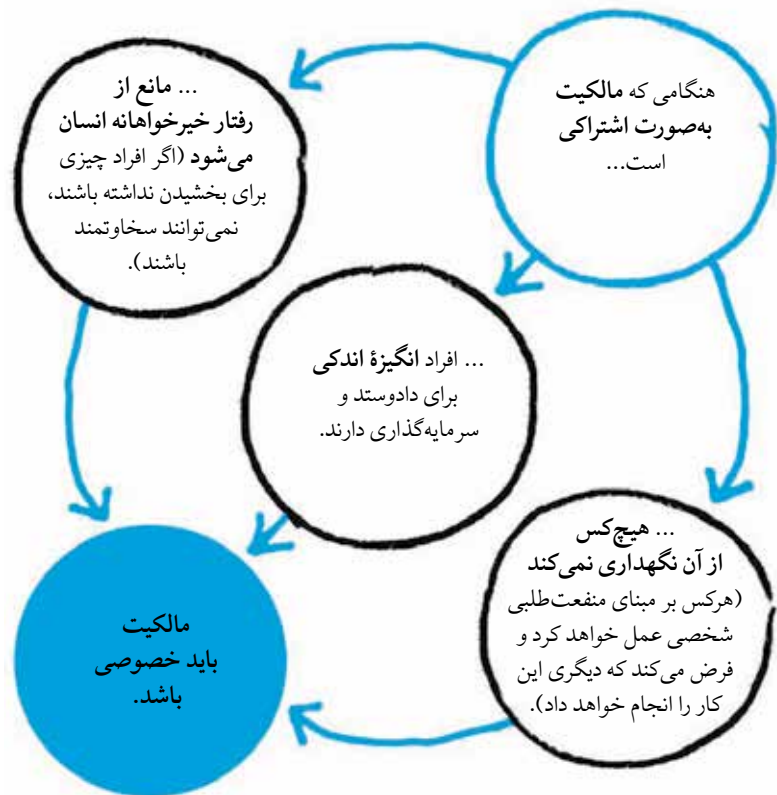 هنگامی که مالکیت
به‌صورت اشتراکی
است...
... مانع از
رفتار خیرخواهانه انسان
می‌شود (اگر افراد چیزی
برای بخشیدن نداشته باشند،
نمی‌توانند سخاوتمند
باشند).
... افراد انگیزهٔ اندکی
برای دادوستد و
سرمایه‌گذاری دارند.
... هیچ‌کس
از آن نگهداری نمی‌کند
(هرکس بر مبنای منفعت‌طلبی
شخصی عمل خواهد کرد و
فرض می‌کند که دیگری این
کار را انجام خواهد داد).
مالکیت
باید خصوصی
باشد.